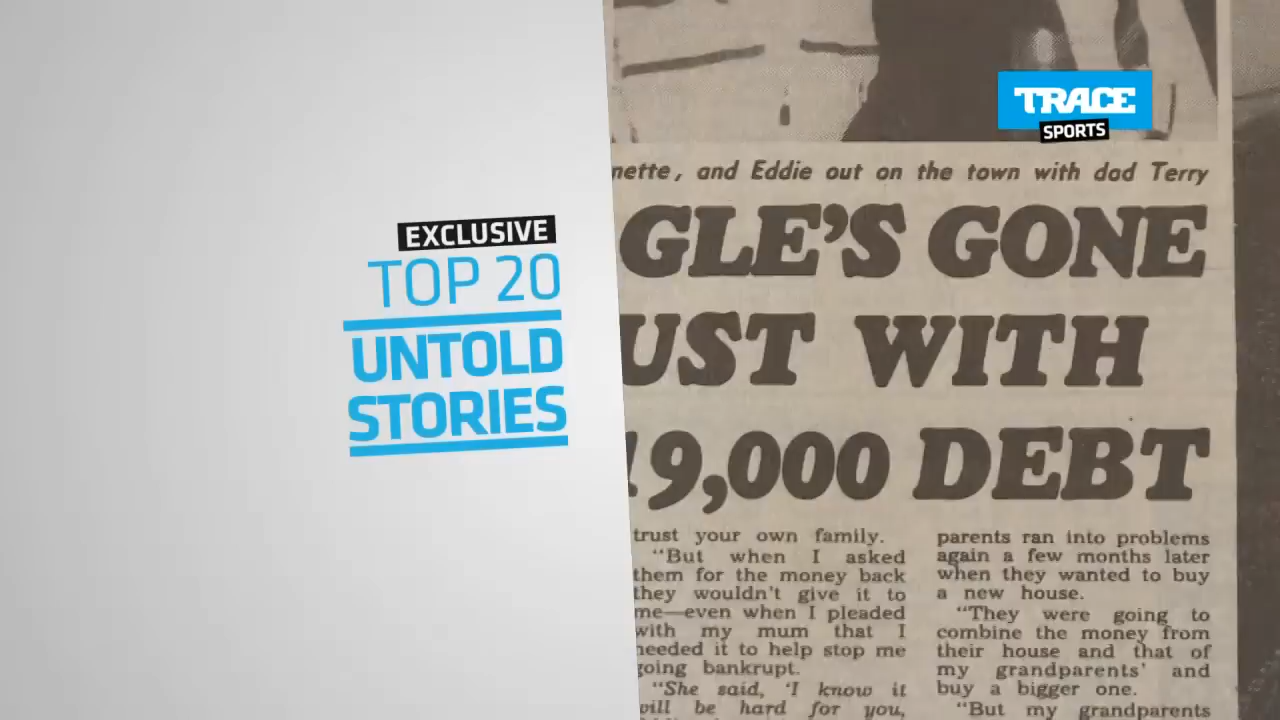 TRACE
SPORTS
EXCLUSIVE
TOP 20
UNTOLD
STORIES
and Eddie out on the town with dad Terry
GLE'S GONE
UST WITH
19,000 DEBT
trust your own family.
"But when I asked
them for the money back
they wouldn't give it to
me—even when I pleaded
with my mum that I
needed it to help stop me
going bankrupt.
"She said, 'I know it
will be hard for you,
parents ran into problems
again a few months later
when they wanted to buy
a new house.
"They were going to
combine the money from
their house and that of
my grandparents' and
buy a bigger one.
"But my grandparents